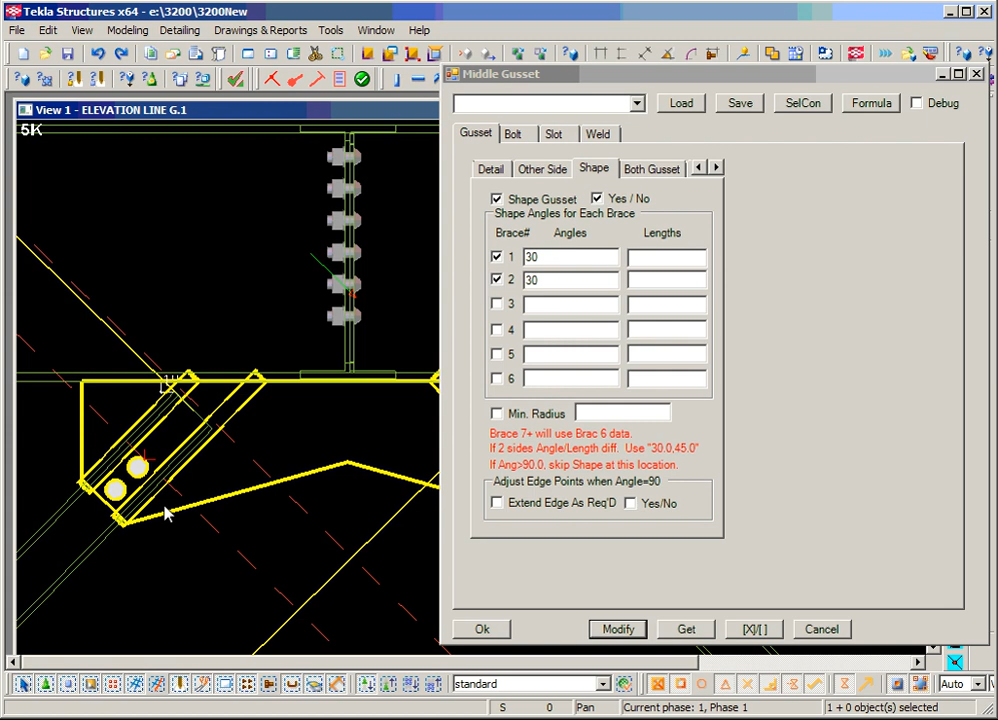 Tekla Structures x64 - e:\3200\3200New
File Edit View Modeling Detailing Drawings & Reports Tools Window Help
Middle Gusset
Load Save SelCon Formula Debug
View 1 - ELEVATION LINE G.1
5K
Gusset Bolt Slot Weld
Detail Other Side Shape Both Gusset
Shape Gusset Yes / No
Shape Angles for Each Brace
Brace# Angles Lengths
1 30
2 30
3
4
5
6
Min. Radius
Brace 7+ will use Brac 6 data.
If 2 sides Angle/Length diff. Use "30.0,45.0"
If Ang>90.0, skip Shape at this location.
Adjust Edge Points when Angle=90
Extend Edge As Req'D Yes/No
Ok Modify Get [X]/[ ] Cancel
standard Auto
S 0 Pan Current phase: 1, Phase 1 1 + 0 object(s) selected